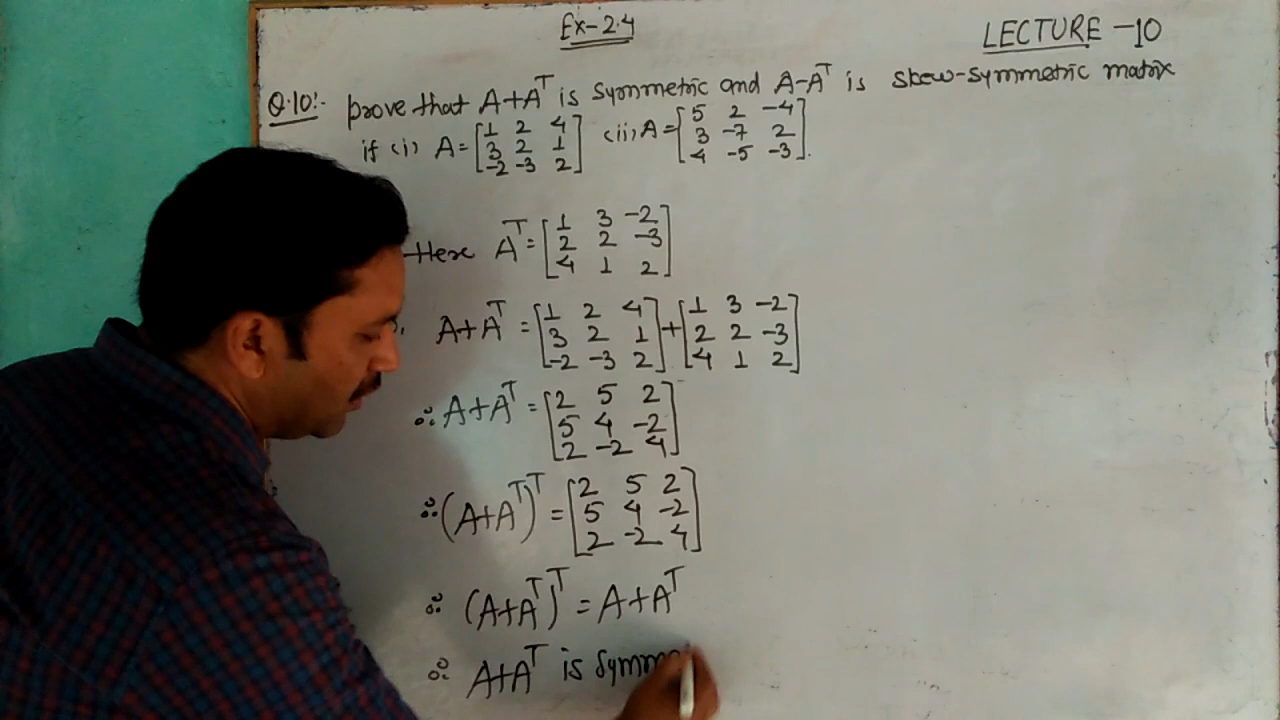 Ex-2.4
LECTURE -10
Q.10:- prove that A+A^T is symmetric and A-A^T is skew-symmetric matrix
if (i) A=[1 2 4; 3 2 1; -2 -3 2] (ii) A=[5 2 -4; 3 -7 2; 4 -5 -3].
Here A^T=[1 3 -2; 2 2 -3; 4 1 2]
A+A^T=[1 2 4; 3 2 1; -2 -3 2]+[1 3 -2; 2 2 -3; 4 1 2]
∴ A+A^T=[2 5 2; 5 4 -2; 2 -2 4]
∴ (A+A^T)^T=[2 5 2; 5 4 -2; 2 -2 4]
∴ (A+A^T)^T=A+A^T
∴ A+A^T is Symm